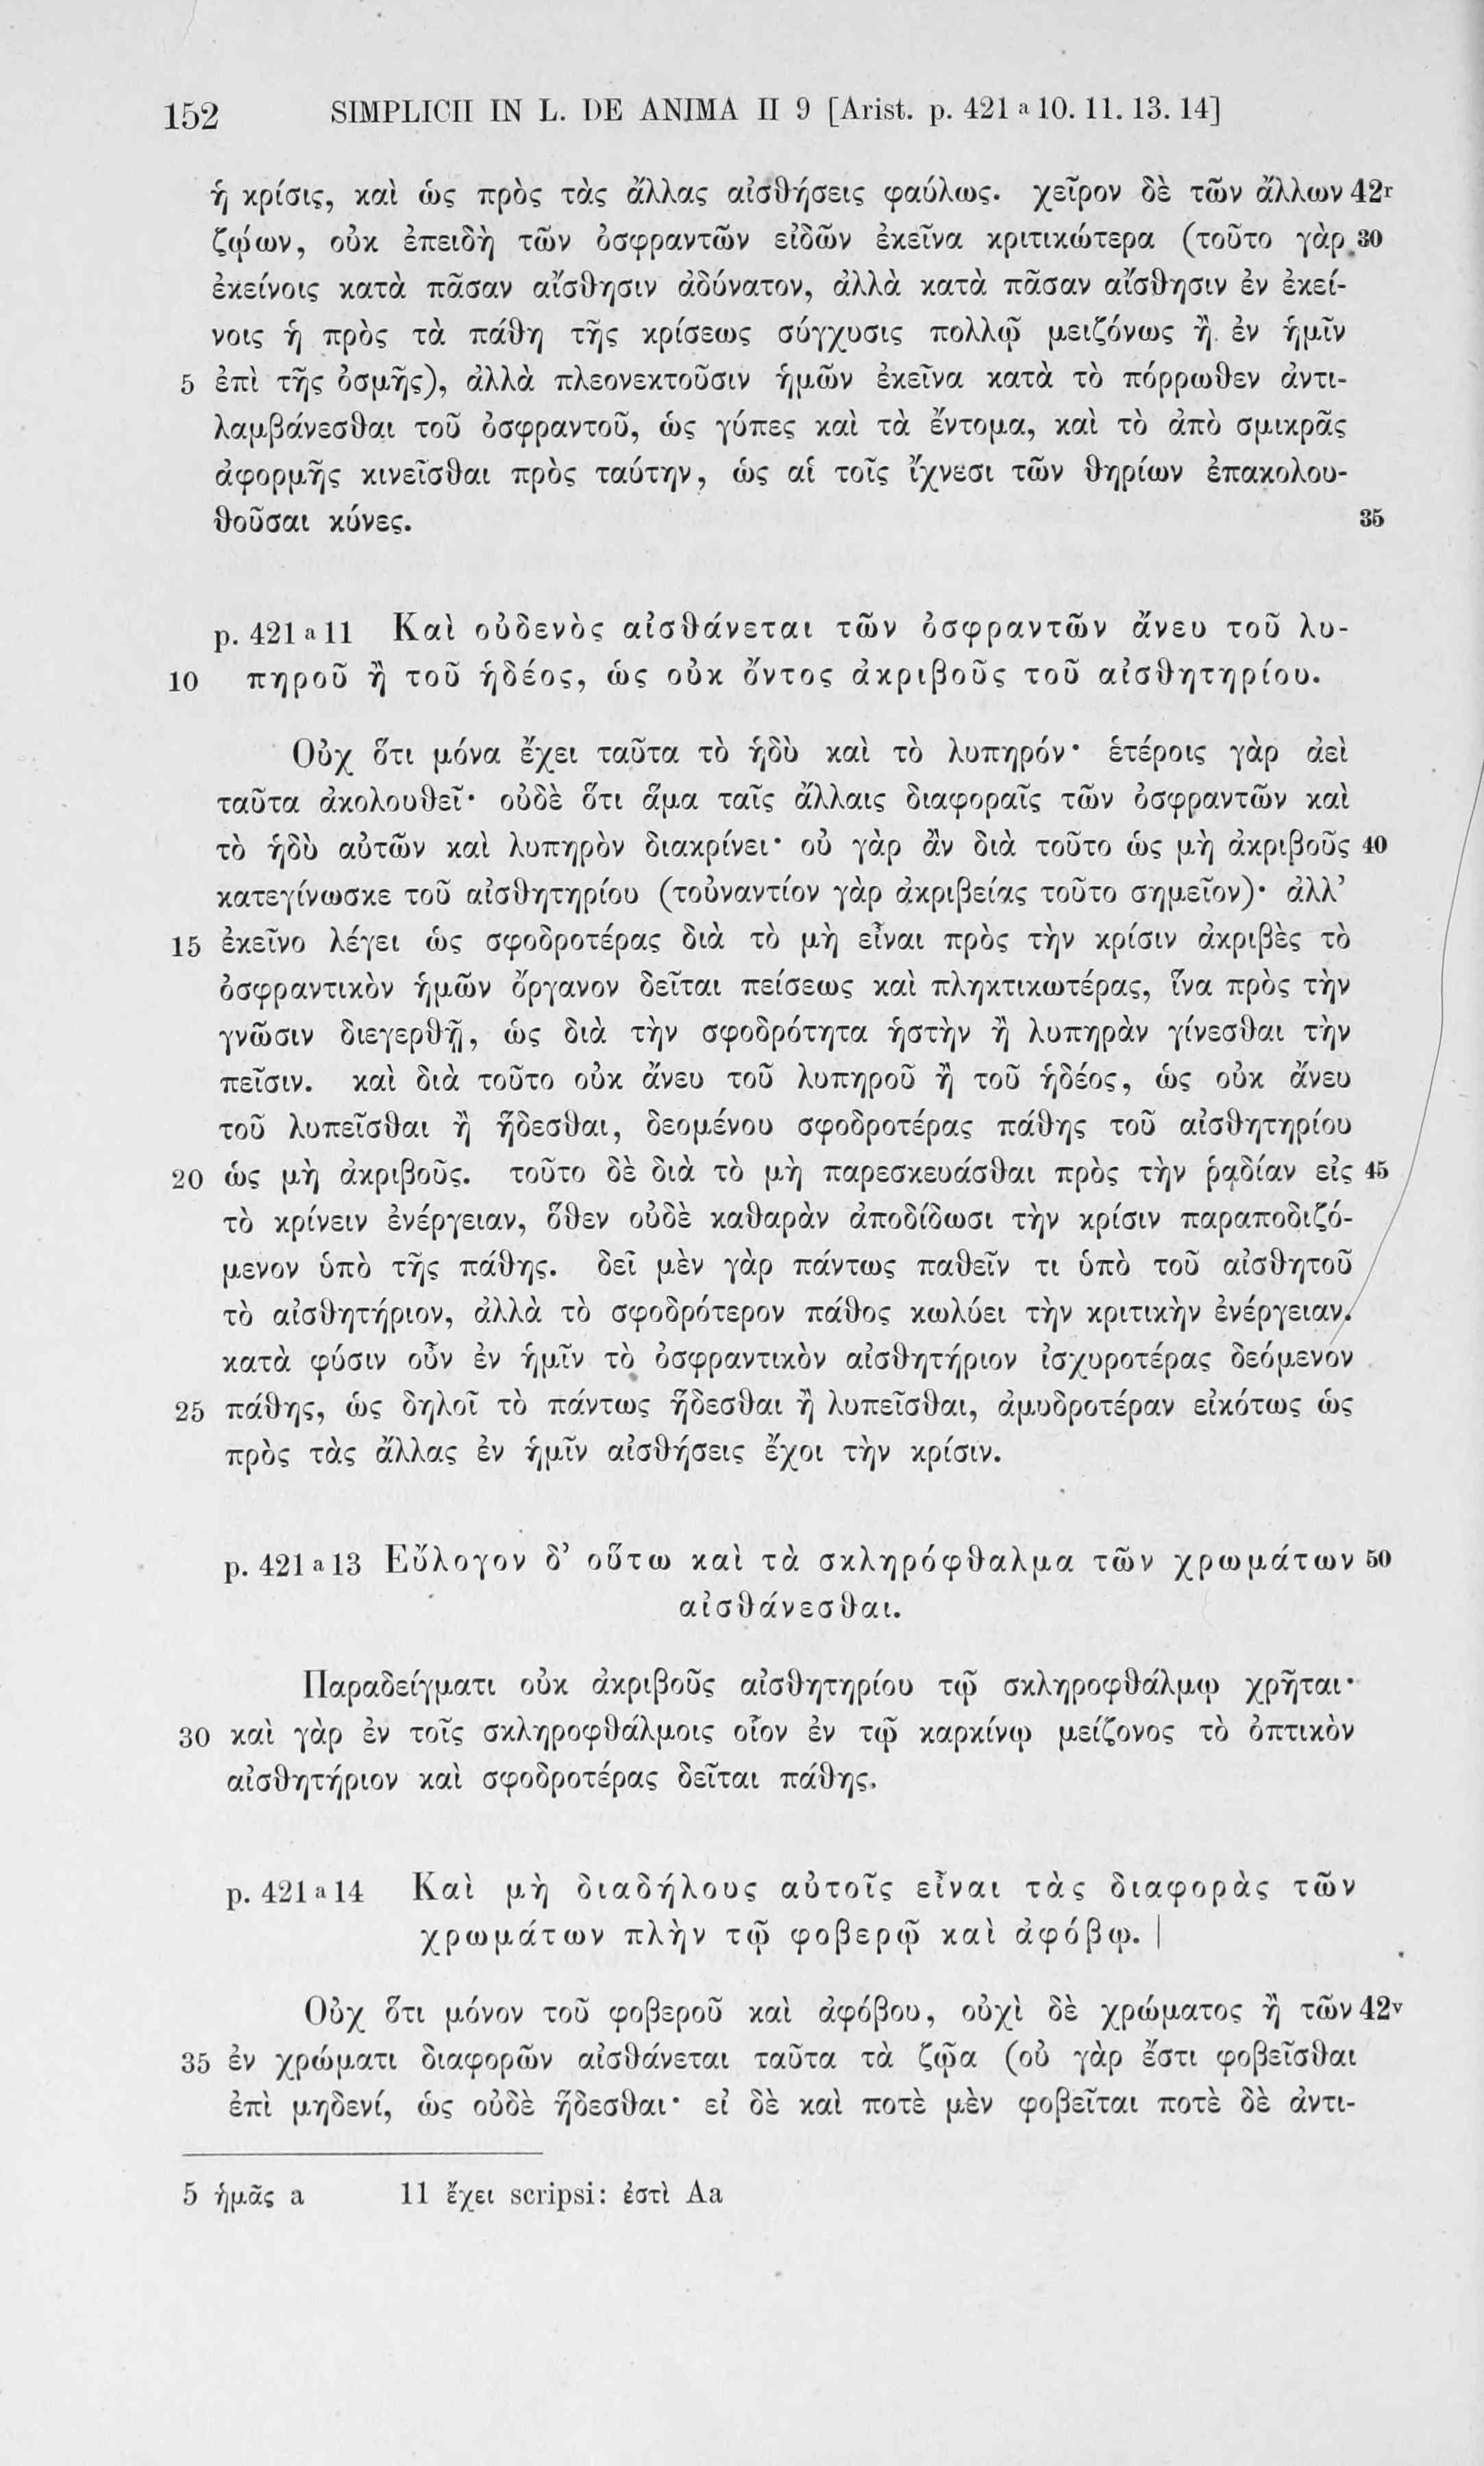 152 SIMPLICII IN L. DE ANIMA II 9 [Arist. p. 421 a 10. 11. 13. 14]
ἡ κρίσις, καὶ ὡς πρὸς τὰς ἄλλας αἰσθήσεις φαύλως. χεῖρον δὲ τῶν ἄλλων 42r
ζῴων, οὐκ ἐπειδὴ τῶν ὀσφραντῶν εἰδῶν ἐκεῖνα κριτικώτερα (τοῦτο γὰρ 30
ἐκείνοις κατὰ πᾶσαν αἴσθησιν ἀδύνατον, ἀλλὰ κατὰ πᾶσαν αἴσθησιν ἐν ἐκεί-
νοις ἡ πρὸς τὰ πάθη τῆς κρίσεως σύγχυσις πολλῷ μειζόνως ἢ ἐν ἡμῖν
5 ἐπὶ τῆς ὀσμῆς), ἀλλὰ πλεονεκτοῦσιν ἡμῶν ἐκεῖνα κατὰ τὸ πόρρωθεν ἀντι-
λαμβάνεσθαι τοῦ ὀσφραντοῦ, ὡς γύπες καὶ τὰ ἔντομα, καὶ τὸ ἀπὸ σμικρᾶς
ἀφορμῆς κινεῖσθαι πρὸς ταύτην, ὡς αἱ τοῖς ἴχνεσι τῶν θηρίων ἐπακολου-
θοῦσαι κύνες. 35
p. 421 a 11 Καὶ οὐδενὸς αἰσθάνεται τῶν ὀσφραντῶν ἄνευ τοῦ λυ-
10 πηροῦ ἢ τοῦ ἡδέος, ὡς οὐκ ὄντος ἀκριβοῦς τοῦ αἰσθητηρίου.
Οὐχ ὅτι μόνα ἔχει ταῦτα τὸ ἡδὺ καὶ τὸ λυπηρόν· ἑτέροις γὰρ ἀεὶ
ταῦτα ἀκολουθεῖ· οὐδὲ ὅτι ἅμα ταῖς ἄλλαις διαφοραῖς τῶν ὀσφραντῶν καὶ
τὸ ἡδὺ αὐτῶν καὶ λυπηρὸν διακρίνει· οὐ γὰρ ἂν διὰ τοῦτο ὡς μὴ ἀκριβοῦς 40
κατεγίνωσκε τοῦ αἰσθητηρίου (τοὐναντίον γὰρ ἀκριβείας τοῦτο σημεῖον)· ἀλλ’
15 ἐκεῖνο λέγει ὡς σφοδροτέρας διὰ τὸ μὴ εἶναι πρὸς τὴν κρίσιν ἀκριβὲς τὸ
ὀσφραντικὸν ἡμῶν ὄργανον δεῖται πείσεως καὶ πληκτικωτέρας, ἵνα πρὸς τὴν
γνῶσιν διεγερθῇ, ὡς διὰ τὴν σφοδρότητα ἡστὴν ἢ λυπηρὰν γίνεσθαι τὴν
πεῖσιν. καὶ διὰ τοῦτο οὐκ ἄνευ τοῦ λυπηροῦ ἢ τοῦ ἡδέος, ὡς οὐκ ἄνευ
τοῦ λυπεῖσθαι ἢ ἥδεσθαι, δεομένου σφοδροτέρας πάθης τοῦ αἰσθητηρίου
20 ὡς μὴ ἀκριβοῦς. τοῦτο δὲ διὰ τὸ μὴ παρεσκευάσθαι πρὸς τὴν ῥᾳδίαν εἰς 45
τὸ κρίνειν ἐνέργειαν, ὅθεν οὐδὲ καθαρὰν ἀποδίδωσι τὴν κρίσιν παραποδιζό-
μενον ὑπὸ τῆς πάθης. δεῖ μὲν γὰρ πάντως παθεῖν τι ὑπὸ τοῦ αἰσθητοῦ
τὸ αἰσθητήριον, ἀλλὰ τὸ σφοδρότερον πάθος κωλύει τὴν κριτικὴν ἐνέργειαν.
κατὰ φύσιν οὖν ἐν ἡμῖν τὸ ὀσφραντικὸν αἰσθητήριον ἰσχυροτέρας δεόμενον
25 πάθης, ὡς δηλοῖ τὸ πάντως ἥδεσθαι ἢ λυπεῖσθαι, ἀμυδροτέραν εἰκότως ὡς
πρὸς τὰς ἄλλας ἐν ἡμῖν αἰσθήσεις ἔχοι τὴν κρίσιν.
p. 421 a 13 Εὔλογον δ’ οὕτω καὶ τὰ σκληρόφθαλμα τῶν χρωμάτων 50
αἰσθάνεσθαι.
Παραδείγματι οὐκ ἀκριβοῦς αἰσθητηρίου τῷ σκληροφθάλμῳ χρῆται·
30 καὶ γὰρ ἐν τοῖς σκληροφθάλμοις οἷον ἐν τῷ καρκίνῳ μείζονος τὸ ὀπτικὸν
αἰσθητήριον καὶ σφοδροτέρας δεῖται πάθης.
p. 421 a 14 Καὶ μὴ διαδήλους αὐτοῖς εἶναι τὰς διαφορὰς τῶν
χρωμάτων πλὴν τῷ φοβερῷ καὶ ἀφόβῳ. |
Οὐχ ὅτι μόνον τοῦ φοβεροῦ καὶ ἀφόβου, οὐχὶ δὲ χρώματος ἢ τῶν 42v
35 ἐν χρώματι διαφορῶν αἰσθάνεται ταῦτα τὰ ζῷα (οὐ γὰρ ἔστι φοβεῖσθαι
ἐπὶ μηδενί, ὡς οὐδὲ ἥδεσθαι· εἰ δὲ καὶ ποτὲ μὲν φοβεῖται ποτὲ δὲ ἀντι-
5 ἡμᾶς a 11 ἔχει scripsi: ἐστὶ Aa